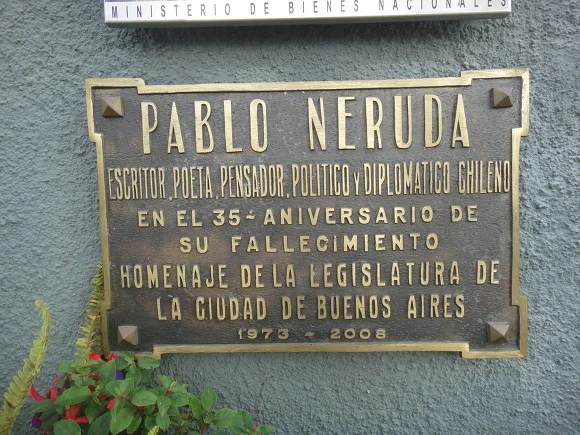 MINISTERIO DE BIENES NACIONALES
PABLO NERUDA
ESCRITOR, POETA, PENSADOR, POLITICO Y DIPLOMATICO CHILENO
EN EL 35- ANIVERSARIO DE
SU FALLECIMIENTO
HOMENAJE DE LA LEGISLATURA DE
LA CIUDAD DE BUENOS AIRES
1973 - 2008